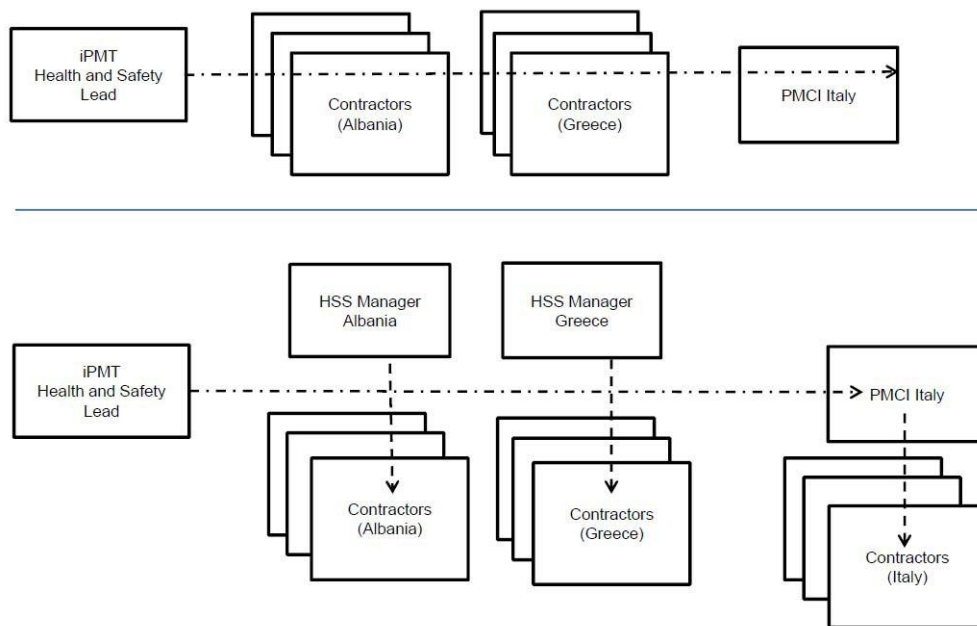 iPMT
Health and Safety
Lead
Contractors
(Albania)
Contractors
(Greece)
PMCI Italy
HSS Manager
Albania
HSS Manager
Greece
iPMT
Health and Safety
Lead
PMCI Italy
Contractors
(Albania)
Contractors
(Greece)
Contractors
(Italy)